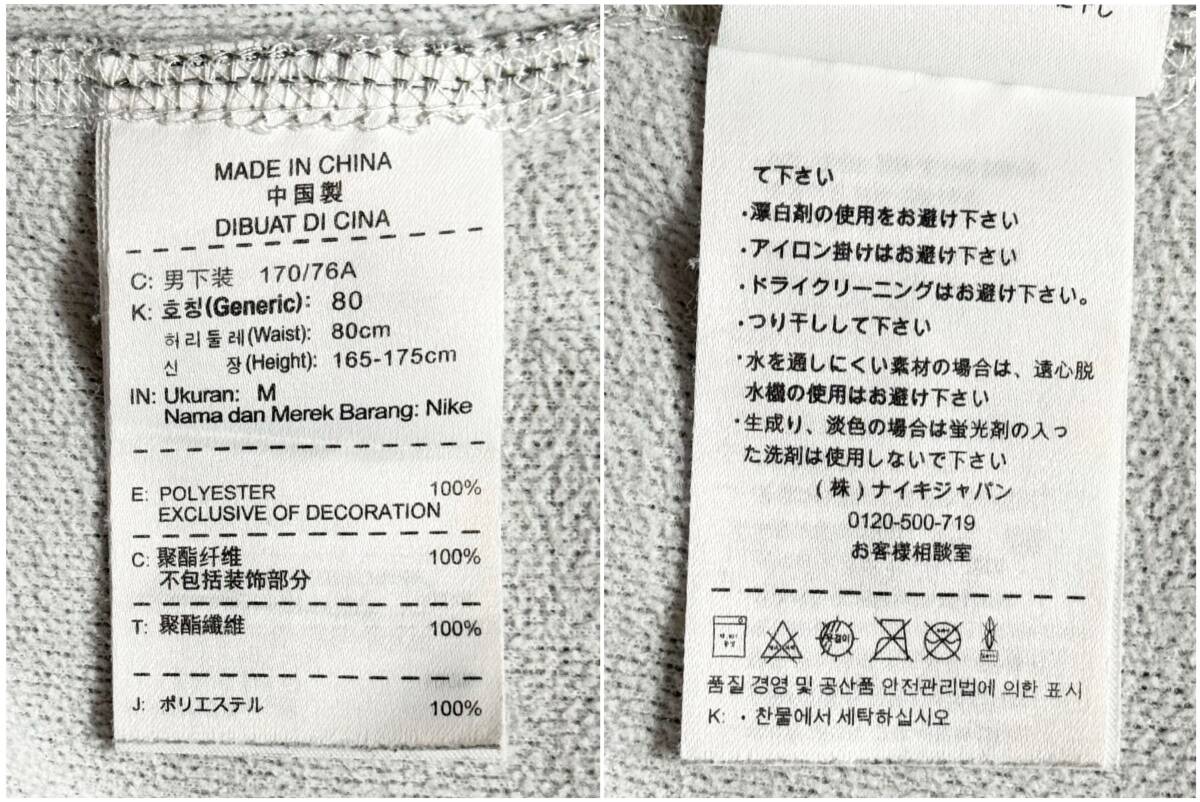 MADE IN CHINA
中国製
DIBUAT DI CINA
C: 男下装 170/76A
K: 호칭(Generic): 80
허리둘레(Waist): 80cm
신 장(Height): 165-175cm
IN: Ukuran: M
Nama dan Merek Barang: Nike
E: POLYESTER 100%
EXCLUSIVE OF DECORATION
C: 聚酯纤维 100%
不包括装饰部分
T: 聚酯纖維 100%
J: ポリエステル 100%
て下さい
・漂白剤の使用をお避け下さい
・アイロン掛けはお避け下さい
・ドライクリーニングはお避け下さい。
・つり干しして下さい
・水を通しにくい素材の場合は、遠心脱
水機の使用はお避け下さい
・生成り、淡色の場合は蛍光剤の入っ
た洗剤は使用しないで下さい
(株)ナイキジャパン
0120-500-719
お客様相談室
옷걸이
품질 경영 및 공산품 안전관리법에 의한 표시
K: ・찬물에서 세탁하십시오